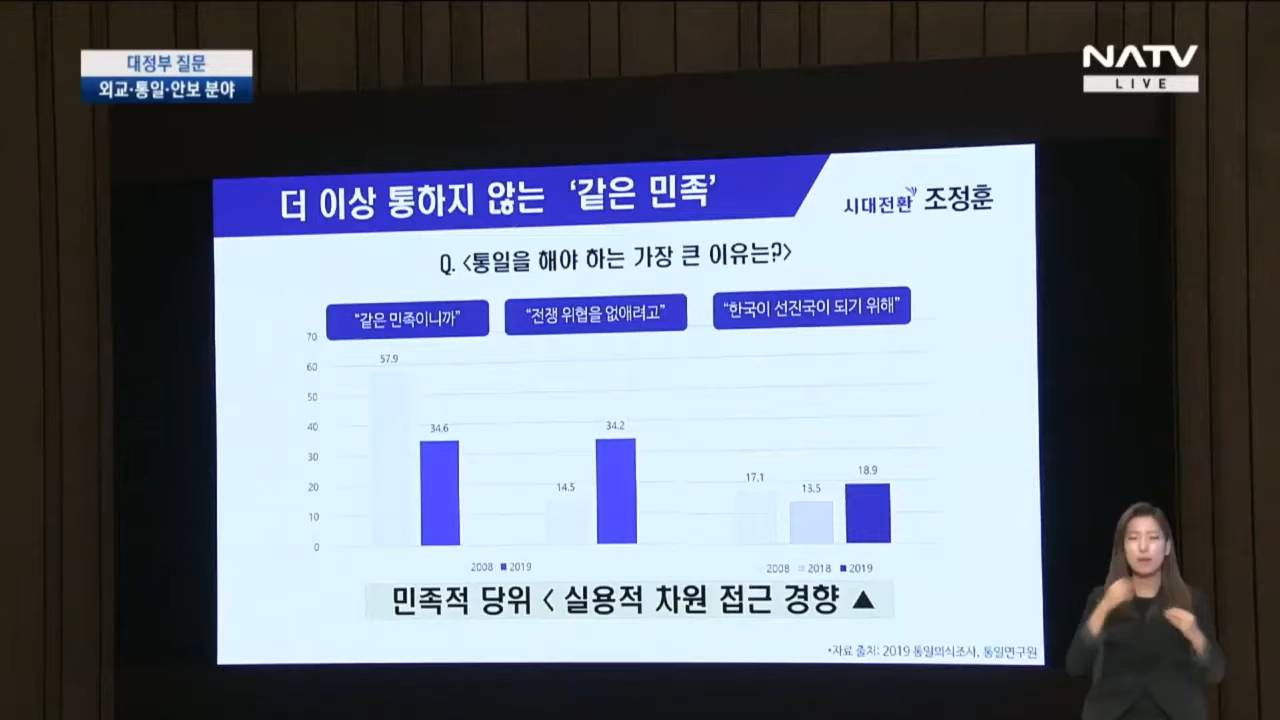 대정부 질문
외교·통일·안보 분야
NATV
LIVE
더 이상 통하지 않는 ‘같은 민족’
시대전환 조정훈
Q. <통일을 해야 하는 가장 큰 이유는?>
“같은 민족이니까” “전쟁 위협을 없애려고” “한국이 선진국이 되기 위해”
70
60
50
40
30
20
10
0
57.9
34.6
14.5
34.2
17.1
13.5
18.9
2008 2019
2008 2018 2019
민족적 당위 < 실용적 차원 접근 경향 ▲
*자료 출처: 2019 통일의식조사, 통일연구원